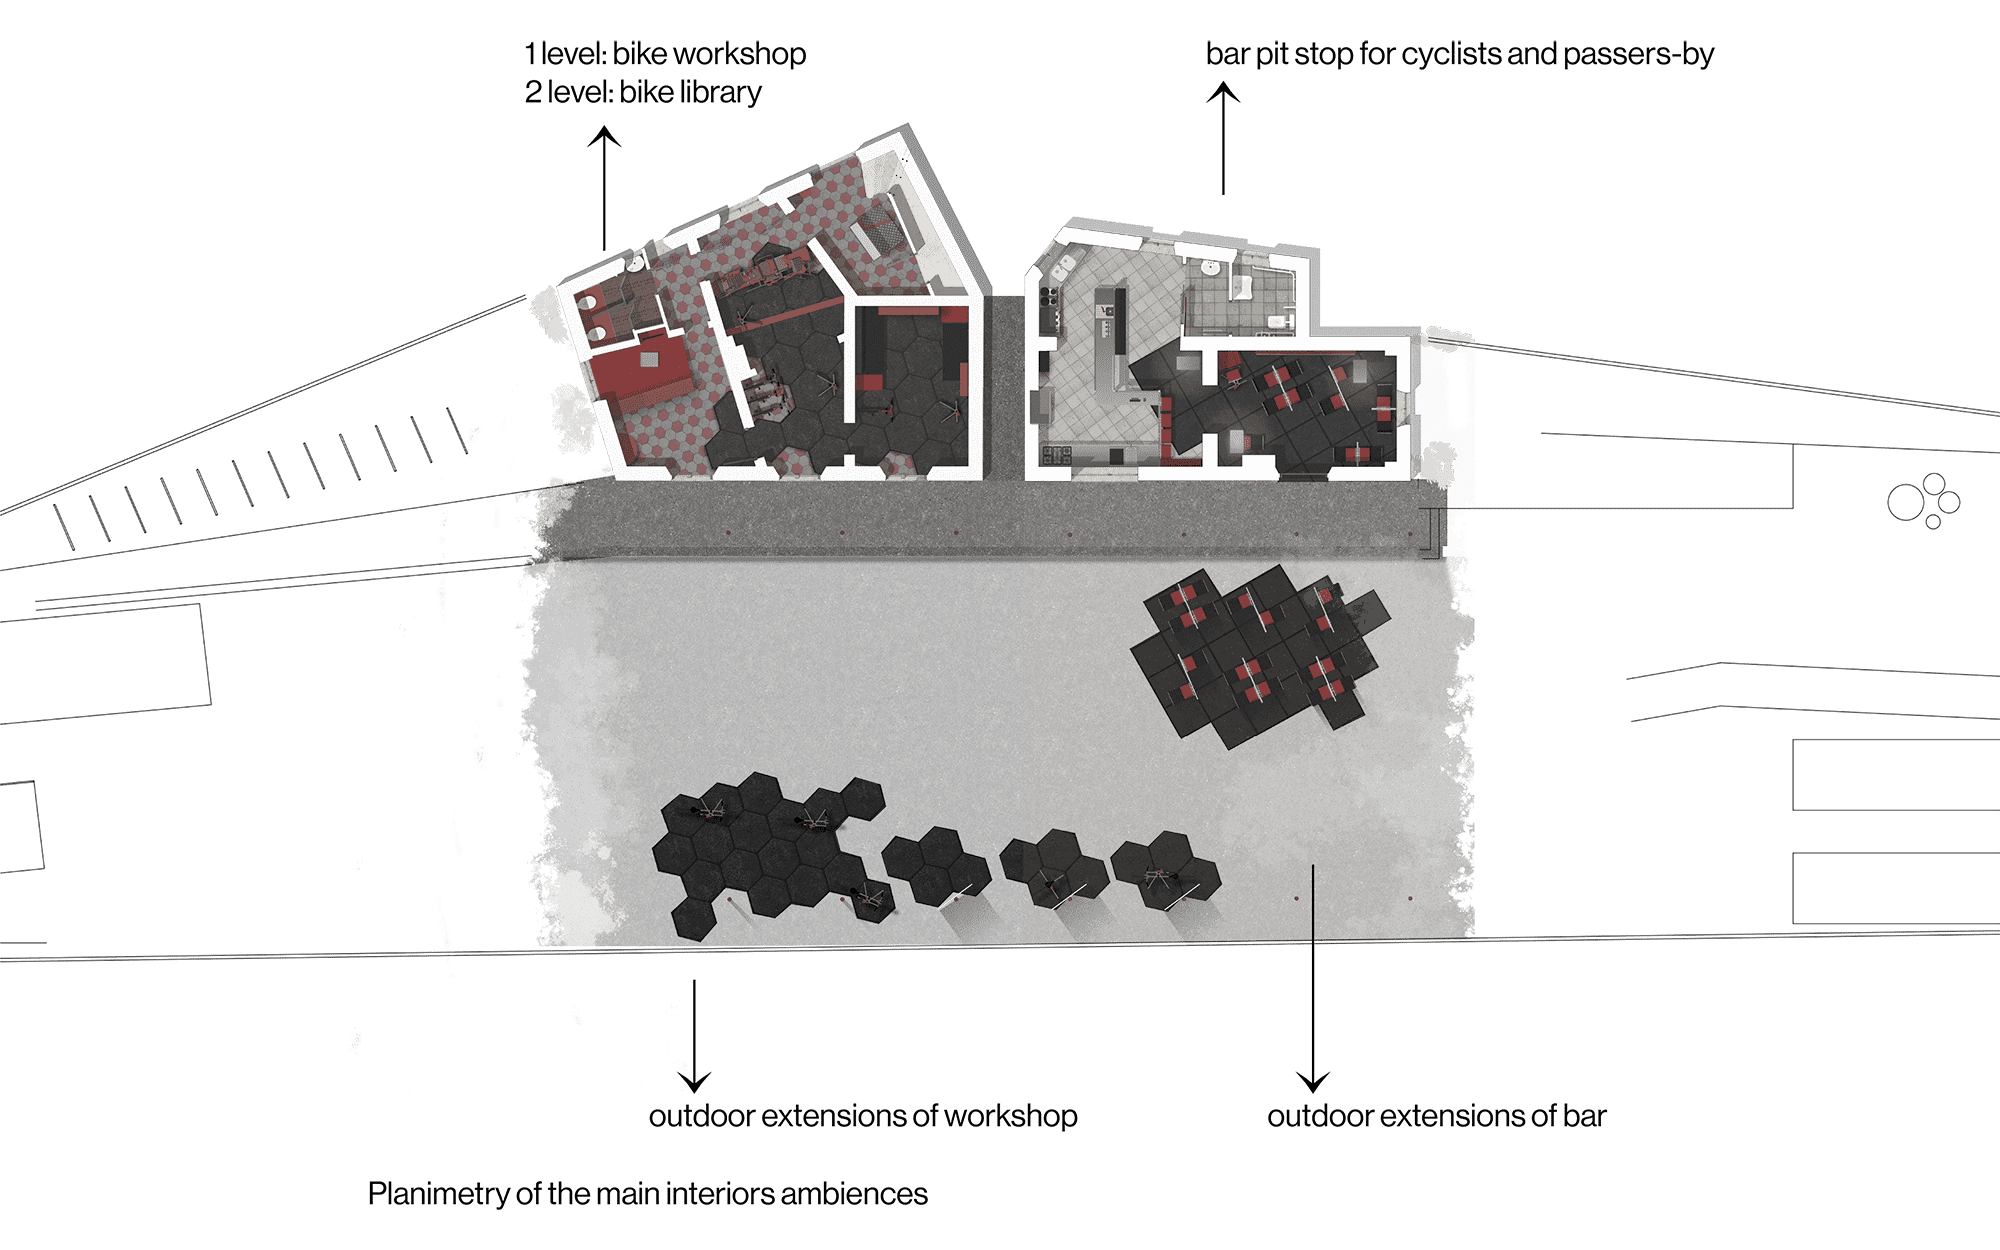 1 level: bike workshop
2 level: bike library
bar pit stop for cyclists and passers-by
outdoor extensions of workshop
outdoor extensions of bar
Planimetry of the main interiors ambiences